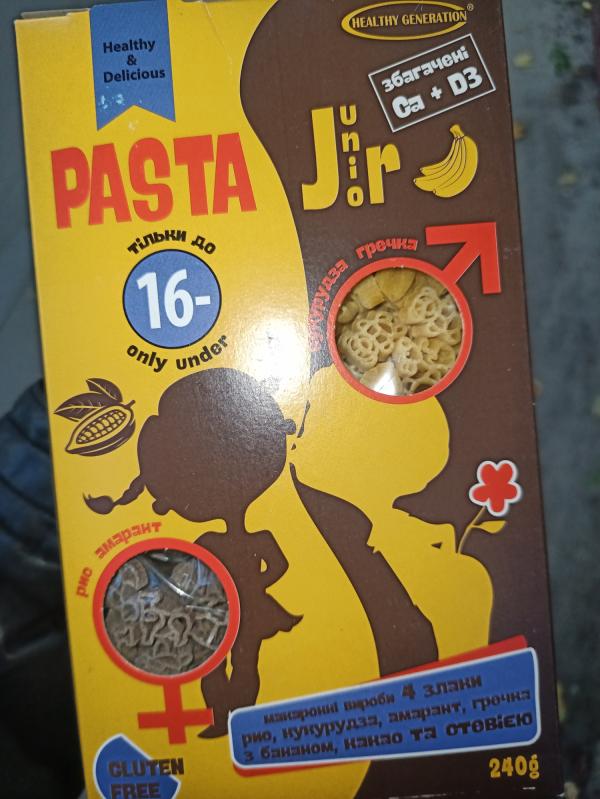 HEALTHY GENERATION®
Healthy
&
Delicious
збагачені
Ca + D3
PASTA
Junior
тільки до
16-
only under
кукурудза гречка
рис амарант
макаронні вироби 4 злаки
рис, кукурудза, амарант, гречка
з бананом, какао та стевією
GLUTEN
FREE
240g